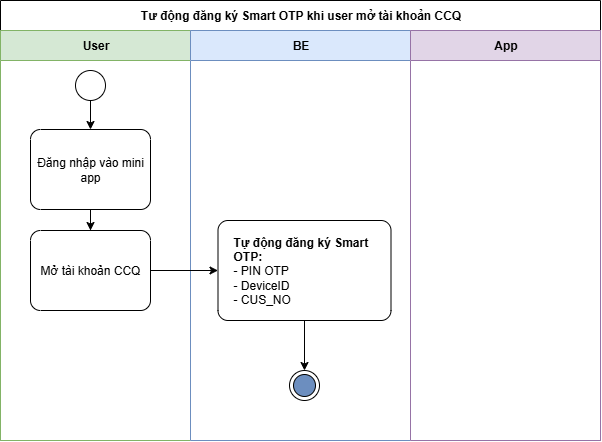 Tự động đăng ký Smart OTP khi user mở tài khoản CCQ
User
BE
App
Đăng nhập vào mini
app
Mở tài khoản CCQ
Tự động đăng ký Smart
OTP:
- PIN OTP
- DeviceID
- CUS_NO